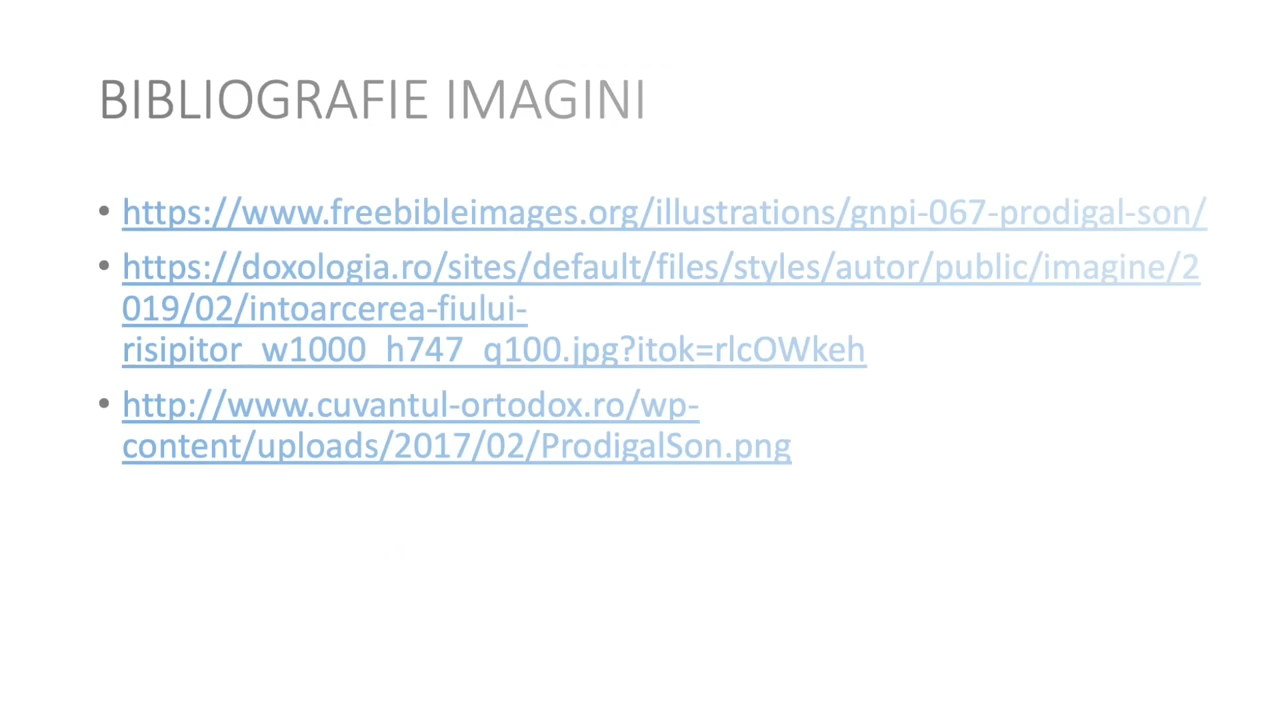 BIBLIOGRAFIE IMAGINI
• https://www.freebibleimages.org/illustrations/gnpi-067-prodigal-son/
• https://doxologia.ro/sites/default/files/styles/autor/public/imagine/2
019/02/intoarcerea-fiului-
risipitor_w1000_h747_q100.jpg?itok=rlcOWkeh
• http://www.cuvantul-ortodox.ro/wp-
content/uploads/2017/02/ProdigalSon.png